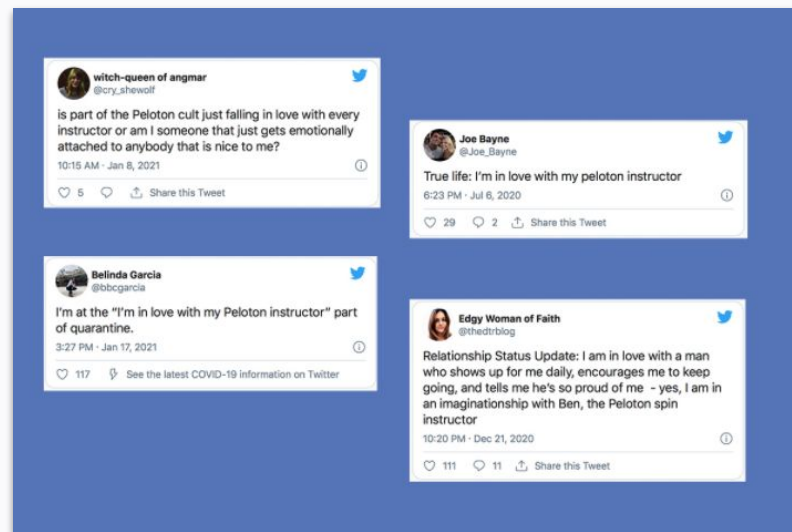 witch-queen of angmar
@cry_shewolf
is part of the Peloton cult just falling in love with every
instructor or am I someone that just gets emotionally
attached to anybody that is nice to me?
10:15 AM · Jan 8, 2021
5 Share this Tweet
Joe Bayne
@Joe_Bayne
True life: I'm in love with my peloton instructor
6:23 PM · Jul 6, 2020
29 2 Share this Tweet
Belinda Garcia
@bbcgarcia
I'm at the “I'm in love with my Peloton instructor” part
of quarantine.
3:27 PM · Jan 17, 2021
117 See the latest COVID-19 information on Twitter
Edgy Woman of Faith
@thedtrblog
Relationship Status Update: I am in love with a man
who shows up for me daily, encourages me to keep
going, and tells me he's so proud of me - yes, I am in
an imaginationship with Ben, the Peloton spin
instructor
10:20 PM · Dec 21, 2020
111 11 Share this Tweet